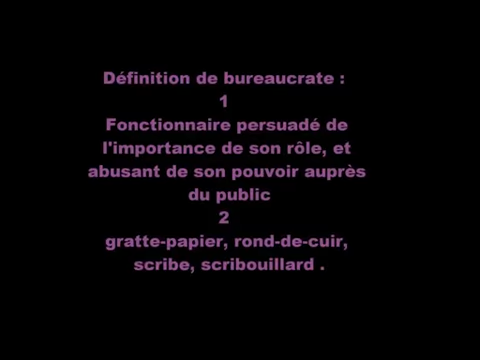 Définition de bureaucrate :
1
Fonctionnaire persuadé de
l'importance de son rôle, et
abusant de son pouvoir auprès
du public
2
gratte-papier, rond-de-cuir,
scribe, scribouillard .